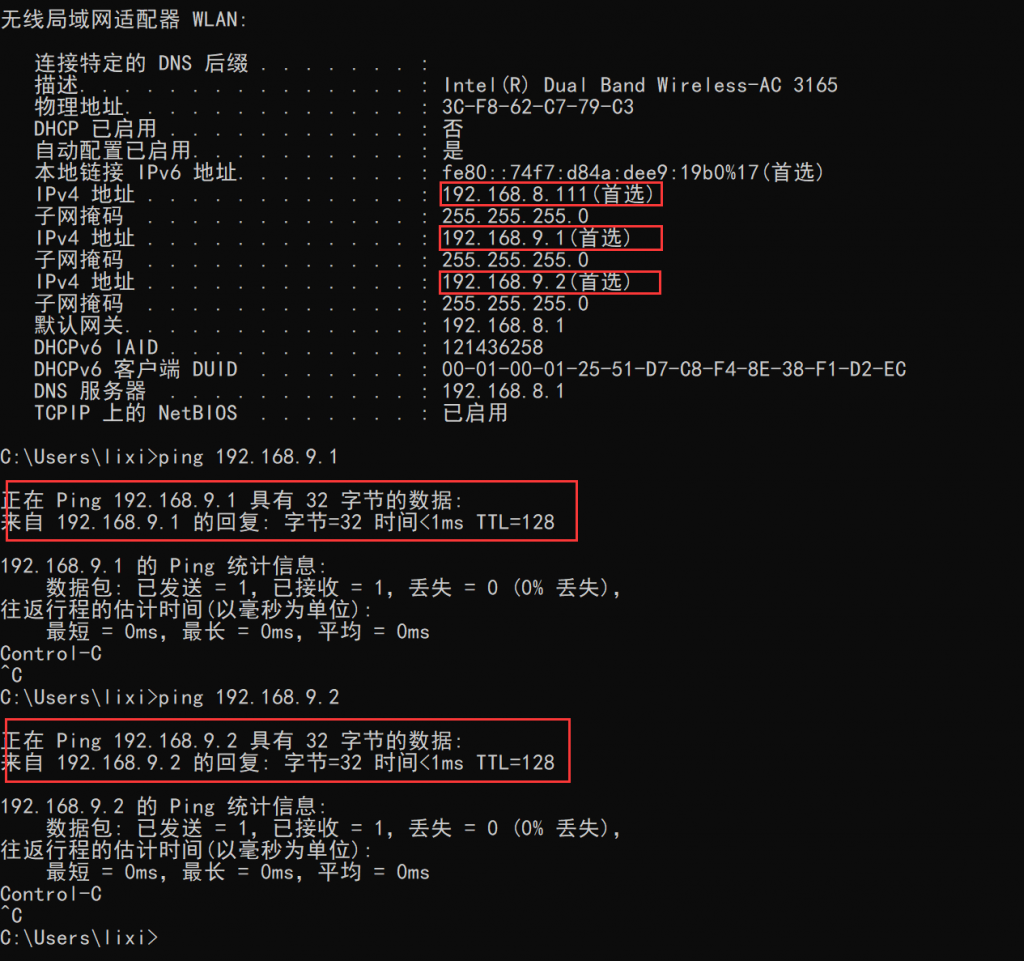 无线局域网适配器 WLAN:
连接特定的 DNS 后缀 . . . . . . . :
描述. . . . . . . . . . . . . . . : Intel(R) Dual Band Wireless-AC 3165
物理地址. . . . . . . . . . . . . : 3C-F8-62-C7-79-C3
DHCP 已启用 . . . . . . . . . . . : 否
自动配置已启用. . . . . . . . . . : 是
本地链接 IPv6 地址. . . . . . . . : fe80::74f7:d84a:dee9:19b0%17(首选)
IPv4 地址 . . . . . . . . . . . . : 192.168.8.111(首选)
子网掩码 . . . . . . . . . . . . : 255.255.255.0
IPv4 地址 . . . . . . . . . . . . : 192.168.9.1(首选)
子网掩码 . . . . . . . . . . . . : 255.255.255.0
IPv4 地址 . . . . . . . . . . . . : 192.168.9.2(首选)
子网掩码 . . . . . . . . . . . . : 255.255.255.0
默认网关. . . . . . . . . . . . . : 192.168.8.1
DHCPv6 IAID . . . . . . . . . . . : 121436258
DHCPv6 客户端 DUID . . . . . . . : 00-01-00-01-25-51-D7-C8-F4-8E-38-F1-D2-EC
DNS 服务器 . . . . . . . . . . . : 192.168.8.1
TCPIP 上的 NetBIOS . . . . . . . : 已启用
C:\Users\lixi>ping 192.168.9.1
正在 Ping 192.168.9.1 具有 32 字节的数据:
来自 192.168.9.1 的回复: 字节=32 时间<1ms TTL=128
192.168.9.1 的 Ping 统计信息:
数据包: 已发送 = 1，已接收 = 1，丢失 = 0 (0% 丢失)，
往返行程的估计时间(以毫秒为单位):
最短 = 0ms，最长 = 0ms，平均 = 0ms
Control-C
^C
C:\Users\lixi>ping 192.168.9.2
正在 Ping 192.168.9.2 具有 32 字节的数据:
来自 192.168.9.2 的回复: 字节=32 时间<1ms TTL=128
192.168.9.2 的 Ping 统计信息:
数据包: 已发送 = 1，已接收 = 1，丢失 = 0 (0% 丢失)，
往返行程的估计时间(以毫秒为单位):
最短 = 0ms，最长 = 0ms，平均 = 0ms
Control-C
^C
C:\Users\lixi>